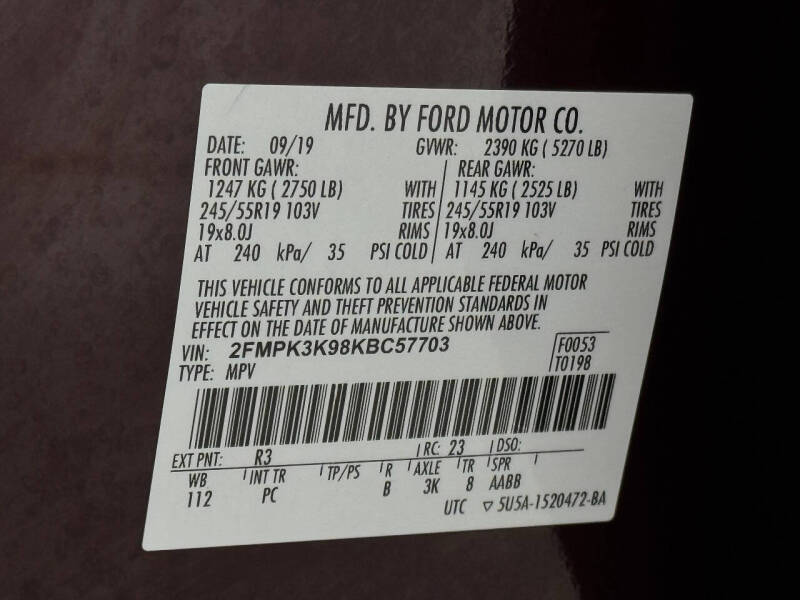 MFD. BY FORD MOTOR CO.
DATE: 09/19 GVWR: 2390 KG ( 5270 LB)
FRONT GAWR: REAR GAWR:
1247 KG ( 2750 LB) WITH 1145 KG ( 2525 LB) WITH
245/55R19 103V TIRES 245/55R19 103V TIRES
19x8.0J RIMS 19x8.0J RIMS
AT 240 kPa/ 35 PSI COLD AT 240 kPa/ 35 PSI COLD
THIS VEHICLE CONFORMS TO ALL APPLICABLE FEDERAL MOTOR
VEHICLE SAFETY AND THEFT PREVENTION STANDARDS IN
EFFECT ON THE DATE OF MANUFACTURE SHOWN ABOVE.
VIN: 2FMPK3K98KBC57703 F0053
TYPE: MPV T0198
EXT PNT: R3 RC: 23 DSO:
WB INT TR TP/PS R AXLE TR SPR
112 PC B 3K 8 AABB
UTC ▽ 5U5A-1520472-BA